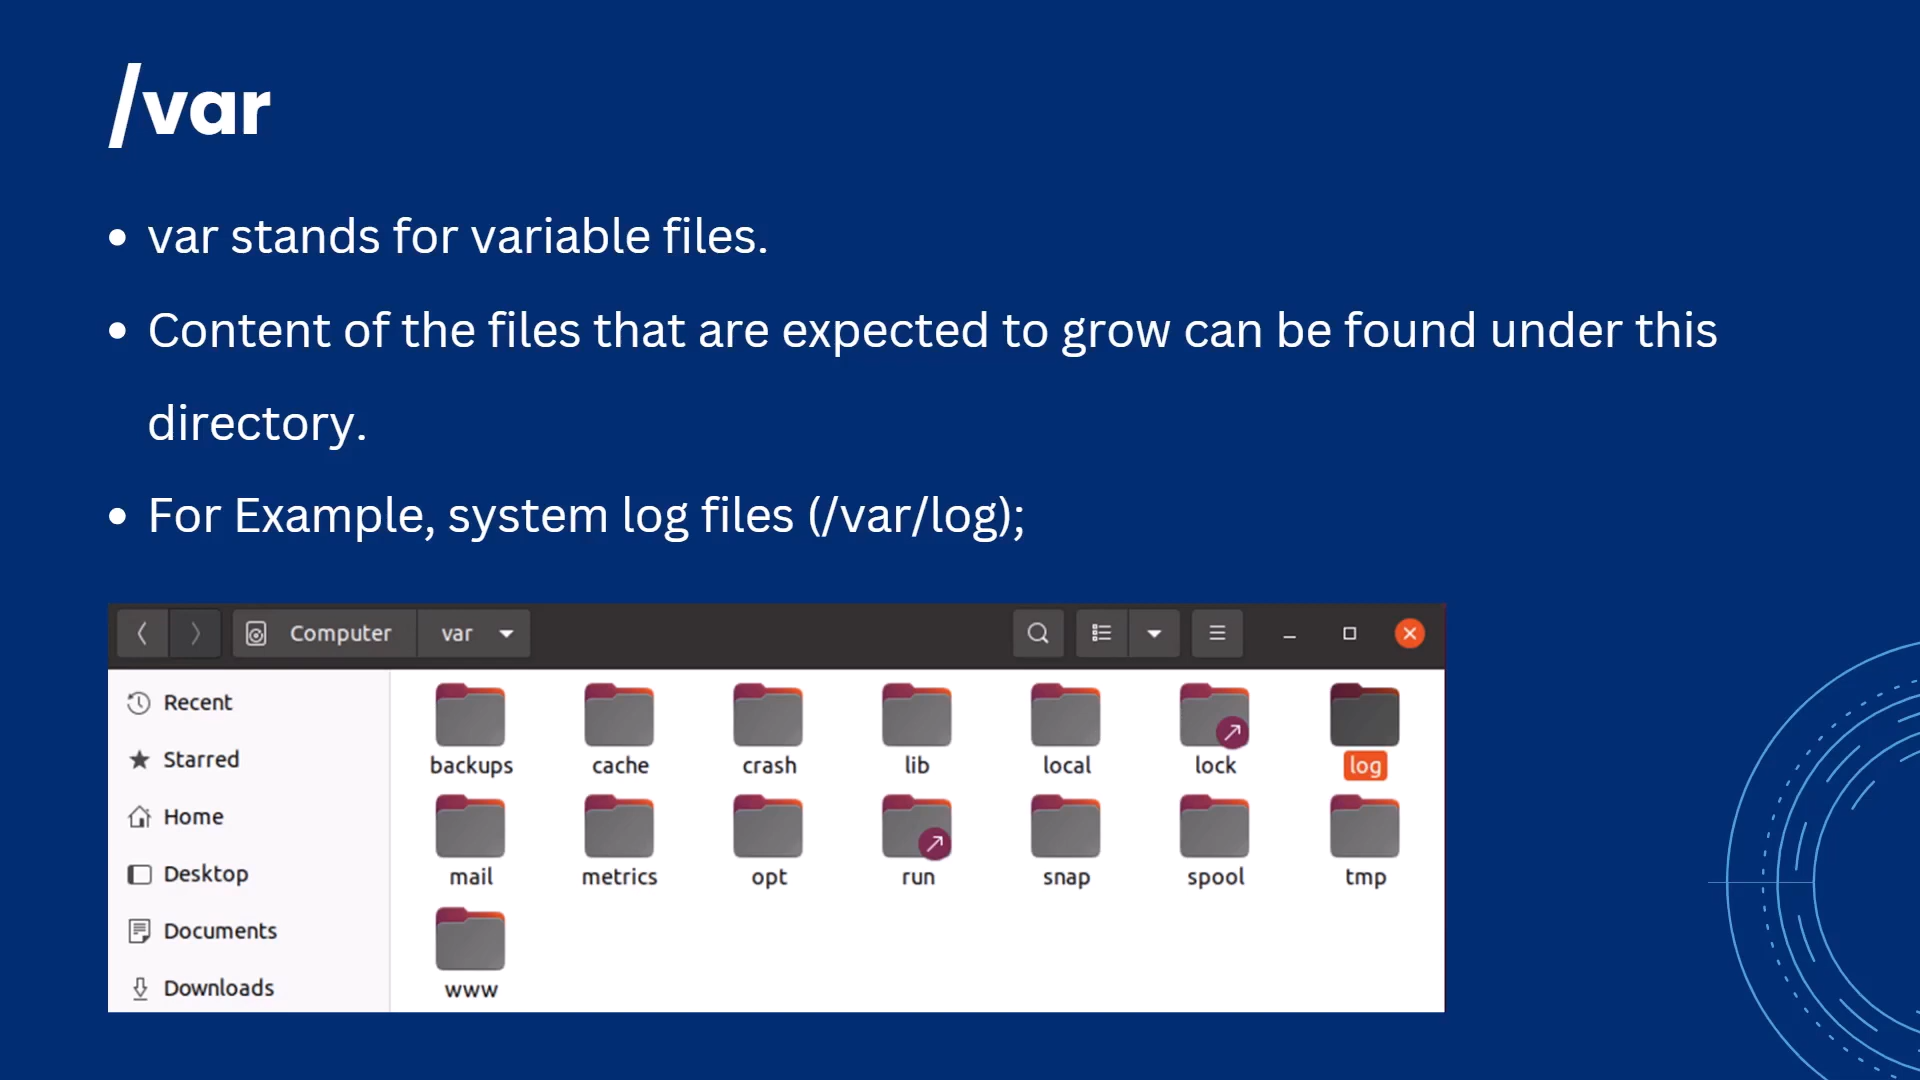 /var
• var stands for variable files.
• Content of the files that are expected to grow can be found under this
directory.
• For Example, system log files (/var/log);
Computer var
Recent
Starred
Home
Desktop
Documents
Downloads
backups cache crash lib local lock log
mail metrics opt run snap spool tmp
www